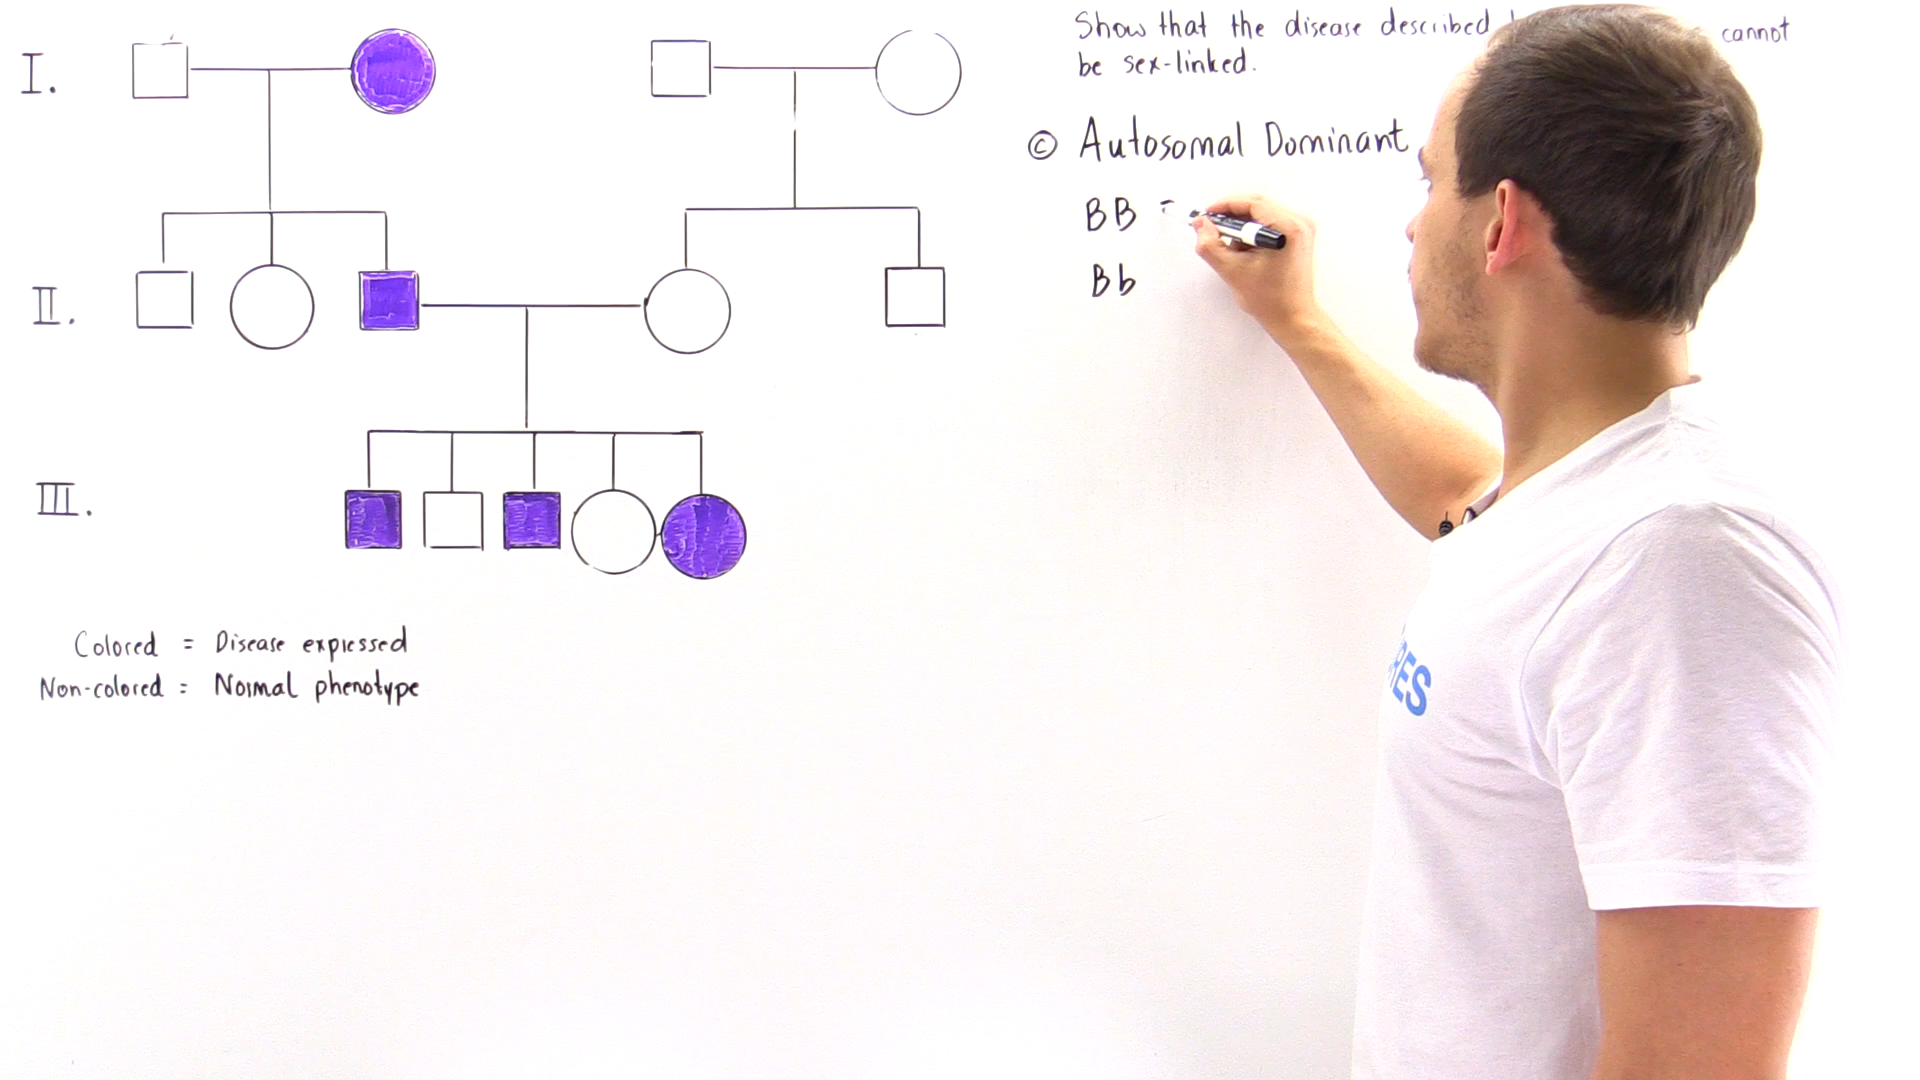 I.
II.
III.
Colored = Disease expressed
Non-colored = Normal phenotype
Show that the disease described cannot
be sex-linked.
© Autosomal Dominant
BB =
Bb
RES